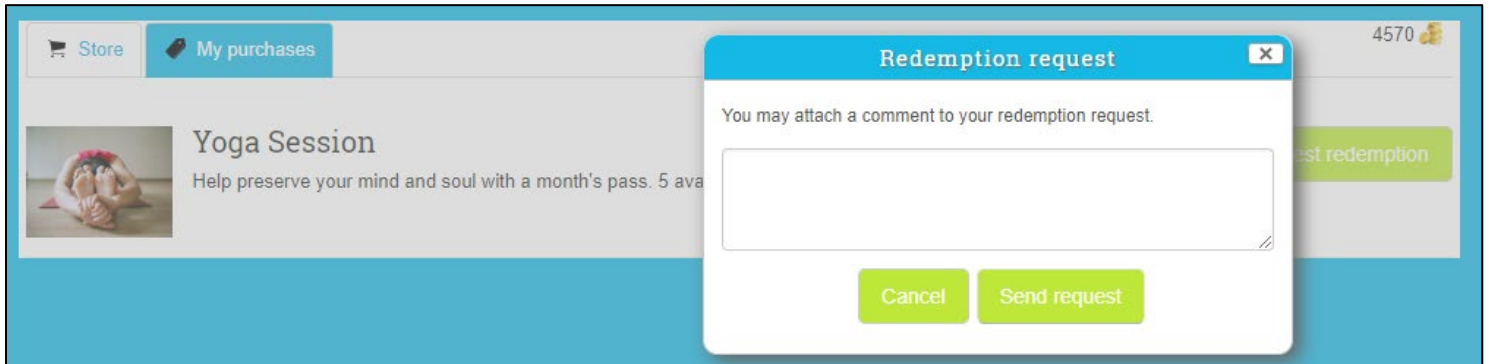 Store
My purchases
4570
Redemption request
You may attach a comment to your redemption request.
Yoga Session
Help preserve your mind and soul with a month's pass. 5
redemption
Cancel
Send request